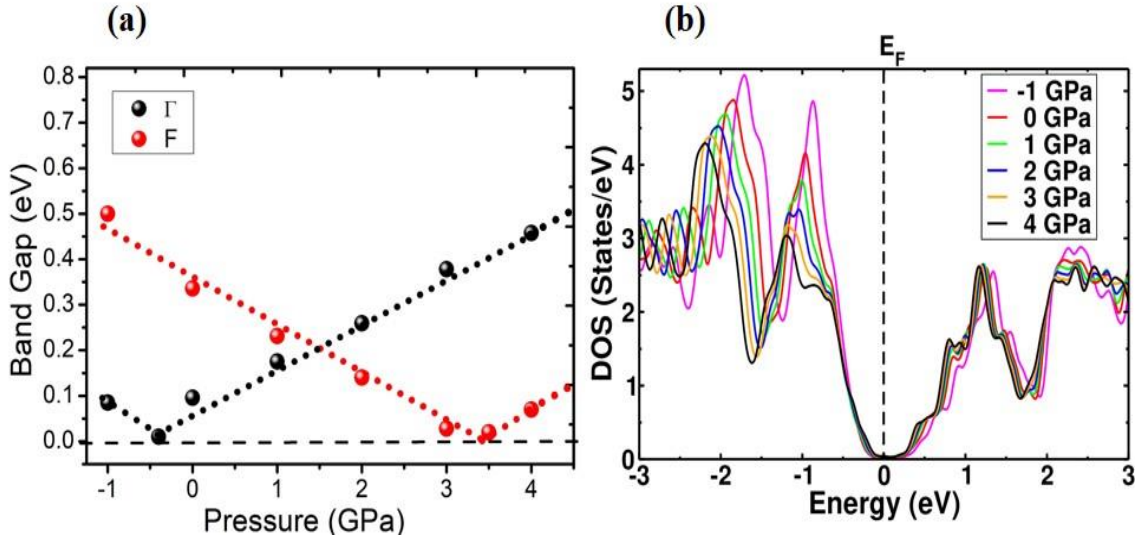 (a)
(b)
Band Gap (eV)
0.8
0.7
0.6
0.5
0.4
0.3
0.2
0.1
0.0
Γ
F
-1 0 1 2 3 4
Pressure (GPa)
E_F
DOS (States/eV)
5
4
3
2
1
0
-1 GPa
0 GPa
1 GPa
2 GPa
3 GPa
4 GPa
-3 -2 -1 0 1 2 3
Energy (eV)